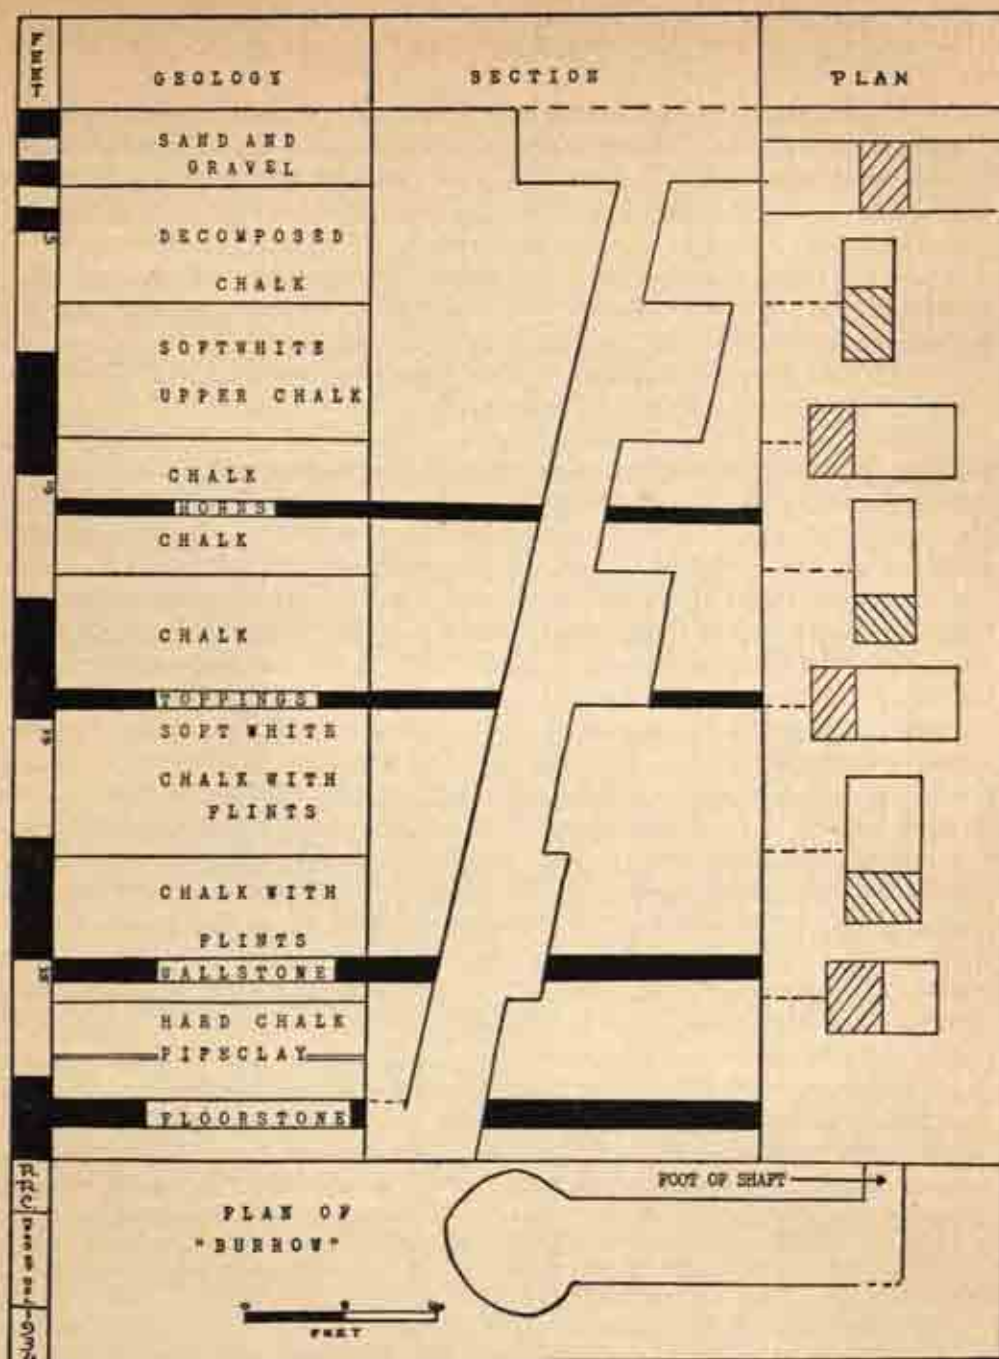 FEET
GEOLOGY
SECTION
PLAN
SAND AND
GRAVEL
DECOMPOSED
CHALK
SOFTWHITE
UPPER CHALK
CHALK
HORNS
CHALK
CHALK
TOPPINGS
SOFT WHITE
CHALK WITH
FLINTS
CHALK WITH
FLINTS
WALLSTONE
HARD CHALK
PIPECLAY
FLOORSTONE
PLAN OF
"BURROW"
FOOT OF SHAFT
FEET